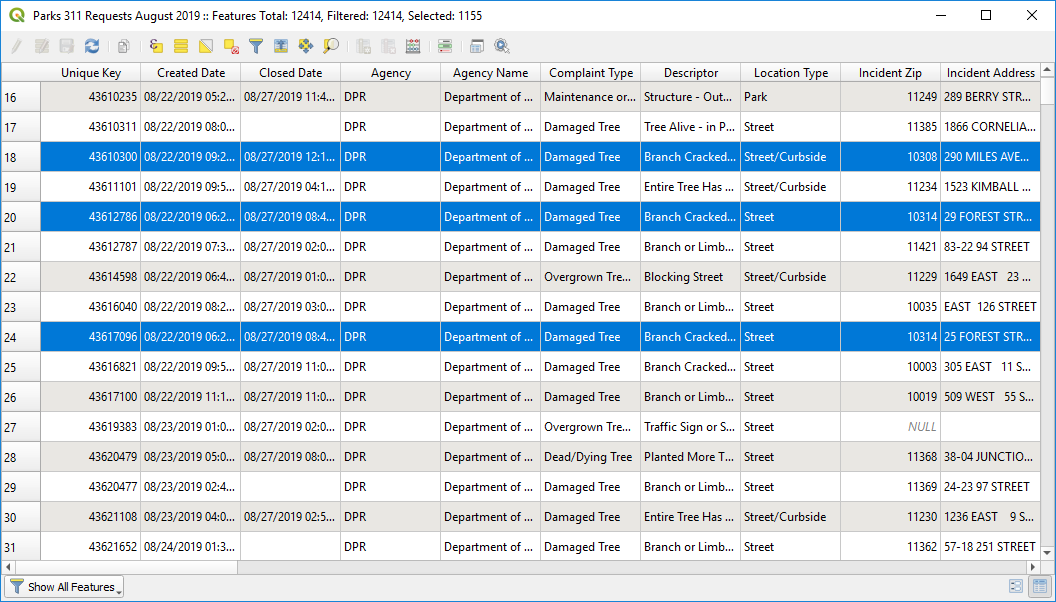 Parks 311 Requests August 2019 :: Features Total: 12414, Filtered: 12414, Selected: 1155
Unique Key Created Date Closed Date Agency Agency Name Complaint Type Descriptor Location Type Incident Zip Incident Address
16 43610235 08/22/2019 05:2... 08/27/2019 11:4... DPR Department of ... Maintenance or... Structure - Out... Park 11249 289 BERRY STR...
17 43610311 08/22/2019 08:0... DPR Department of ... Damaged Tree Tree Alive - in P... Street 11385 1866 CORNELIA...
18 43610300 08/22/2019 09:2... 08/27/2019 12:1... DPR Department of ... Damaged Tree Branch Cracked... Street/Curbside 10308 290 MILES AVE...
19 43611101 08/22/2019 09:5... 08/27/2019 04:1... DPR Department of ... Damaged Tree Entire Tree Has ... Street/Curbside 11234 1523 KIMBALL ...
20 43612786 08/22/2019 06:2... 08/27/2019 08:4... DPR Department of ... Damaged Tree Branch Cracked... Street 10314 29 FOREST STR...
21 43612787 08/22/2019 07:3... 08/27/2019 02:0... DPR Department of ... Damaged Tree Branch or Limb... Street 11421 83-22 94 STREET
22 43614598 08/22/2019 06:4... 08/27/2019 01:0... DPR Department of ... Overgrown Tre... Blocking Street Street/Curbside 11229 1649 EAST 23 ...
23 43616040 08/22/2019 08:2... 08/27/2019 03:0... DPR Department of ... Damaged Tree Branch or Limb... Street 10035 EAST 126 STREET
24 43617096 08/22/2019 06:2... 08/27/2019 08:4... DPR Department of ... Damaged Tree Branch Cracked... Street 10314 25 FOREST STR...
25 43616821 08/22/2019 09:5... 08/27/2019 11:0... DPR Department of ... Damaged Tree Branch Cracked... Street 10003 305 EAST 11 S...
26 43617100 08/22/2019 11:1... 08/27/2019 11:0... DPR Department of ... Damaged Tree Branch or Limb... Street 10019 509 WEST 55 S...
27 43619383 08/23/2019 01:0... 08/27/2019 02:0... DPR Department of ... Overgrown Tre... Traffic Sign or S... Street NULL
28 43620479 08/23/2019 05:0... 08/27/2019 08:0... DPR Department of ... Dead/Dying Tree Planted More T... Street 11368 38-04 JUNCTIO...
29 43620477 08/23/2019 02:4... DPR Department of ... Damaged Tree Branch or Limb... Street 11369 24-23 97 STREET
30 43621108 08/23/2019 04:0... 08/27/2019 02:5... DPR Department of ... Damaged Tree Entire Tree Has ... Street/Curbside 11230 1236 EAST 9 S...
31 43621652 08/24/2019 01:3... DPR Department of ... Damaged Tree Branch or Limb... Street 11362 57-18 251 STREET
Show All Features